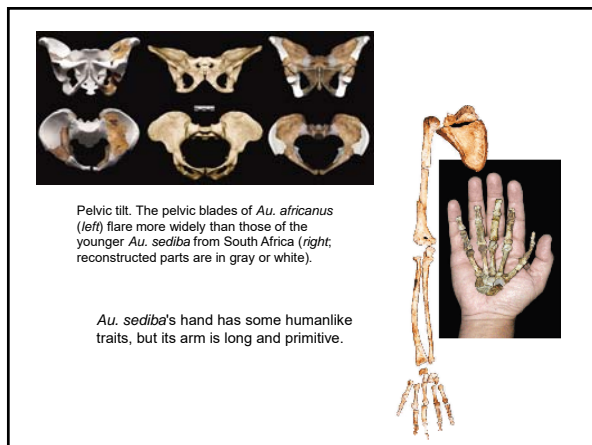 Pelvic tilt. The pelvic blades of Au. africanus
(left) flare more widely than those of the
younger Au. sediba from South Africa (right;
reconstructed parts are in gray or white).
Au. sediba's hand has some humanlike
traits, but its arm is long and primitive.